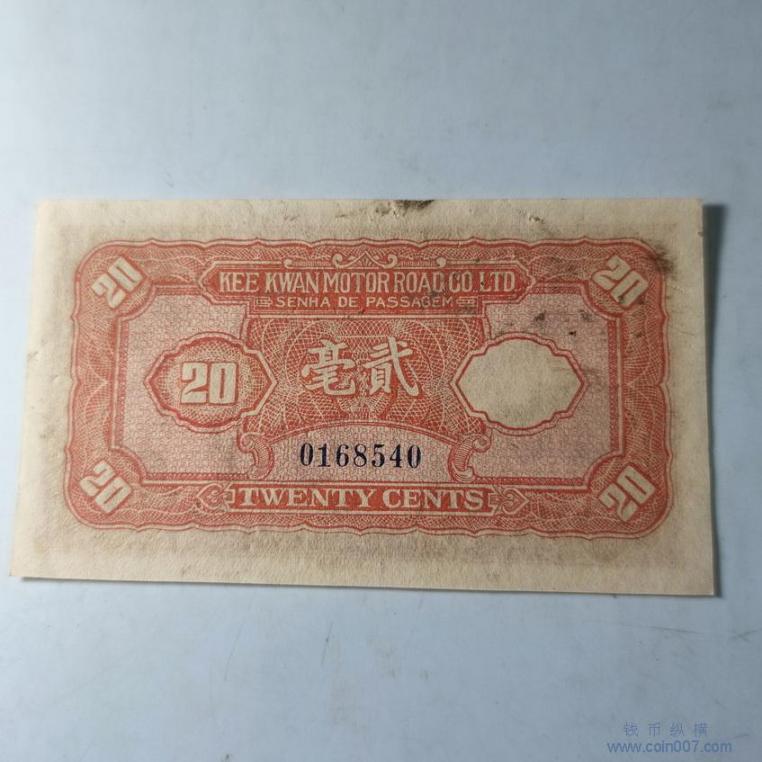 20
20
KEE KWAN MOTOR ROAD CO. LTD.
SENHA DE PASSAGEM
20
毫貳
0168540
20
TWENTY CENTS
20
钱币纵横
www.coin007.com